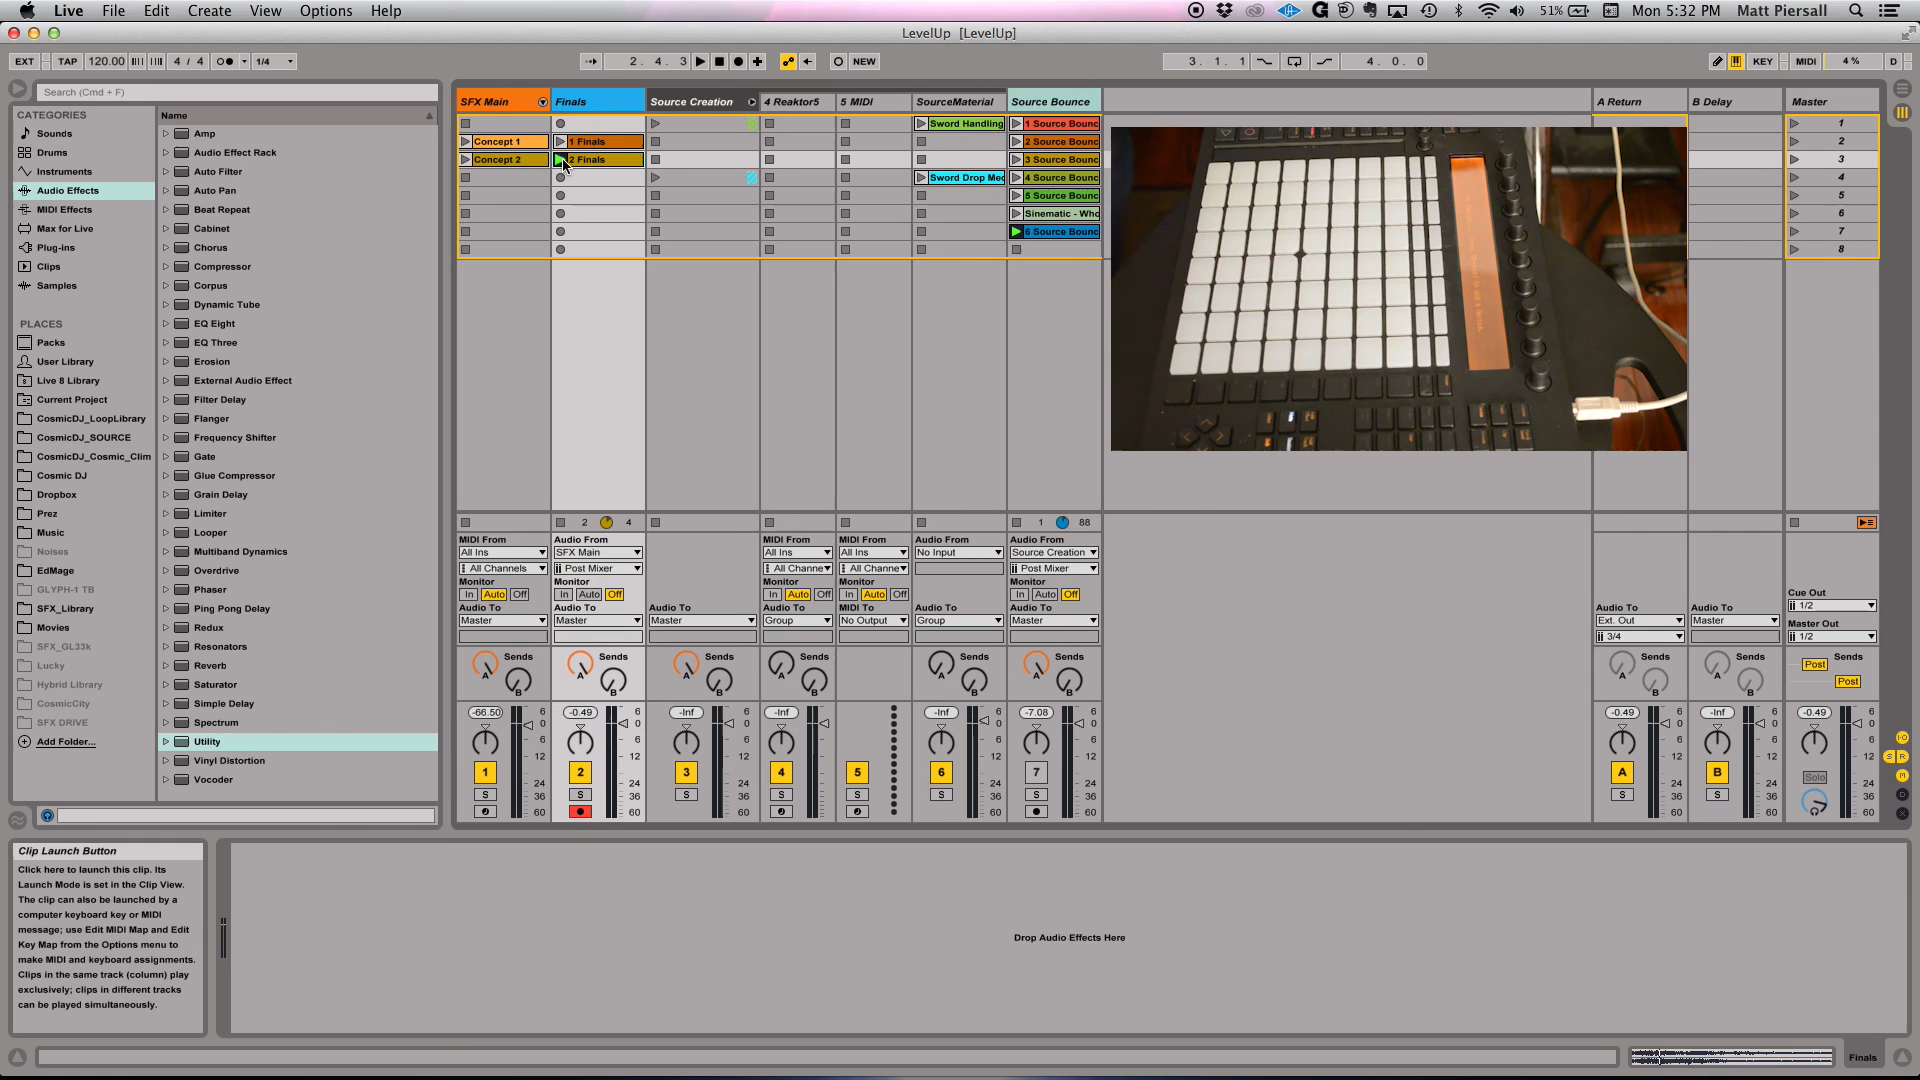 Live File Edit Create View Options Help 51% Mon 5:32 PM Matt Piersall
LevelUp [LevelUp]
EXT TAP 120.00 4 / 4 1/4 2. 4. 3 NEW 3. 1. 1 4. 0. 0 KEY MIDI 4 % D
Search (Cmd + F)
CATEGORIES
Sounds
Drums
Instruments
Audio Effects
MIDI Effects
Max for Live
Plug-ins
Clips
Samples
PLACES
Packs
User Library
Live 8 Library
Current Project
CosmicDJ_LoopLibrary
CosmicDJ_SOURCE
CosmicDJ_Cosmic_Clim
Cosmic DJ
Dropbox
Prez
Music
Noises
EdMage
GLYPH-1 TB
SFX_Library
Movies
SFX_GL33k
Lucky
Hybrid Library
CosmicCity
SFX DRIVE
Add Folder...
Name
Amp
Audio Effect Rack
Auto Filter
Auto Pan
Beat Repeat
Cabinet
Chorus
Compressor
Corpus
Dynamic Tube
EQ Eight
EQ Three
Erosion
External Audio Effect
Filter Delay
Flanger
Frequency Shifter
Gate
Glue Compressor
Grain Delay
Limiter
Looper
Multiband Dynamics
Overdrive
Phaser
Ping Pong Delay
Redux
Resonators
Reverb
Saturator
Simple Delay
Spectrum
Utility
Vinyl Distortion
Vocoder
SFX Main Finals Source Creation 4 Reaktor5 5 MIDI SourceMaterial Source Bounce A Return B Delay Master
Sword Handling 1 Source Bounc 1
Concept 1 1 Finals 2 Source Bounc 2
Concept 2 2 Finals 3 Source Bounc 3
Sword Drop Mec 4 Source Bounc 4
5 Source Bounc 5
Sinematic - Who 6
6 Source Bounc 7
8
2 4 1 88
MIDI From Audio From MIDI From MIDI From Audio From Audio From
All Ins SFX Main All Ins All Ins No Input Source Creation
All Channels Post Mixer All Channe All Channe Post Mixer
Monitor Monitor Monitor Monitor Monitor
In Auto Off In Auto Off In Auto Off In Auto Off In Auto Off
Cue Out
1/2
Audio To Audio To Audio To Audio To MIDI To Audio To Audio To Audio To Audio To
Master Master Master Group No Output Group Master Ext. Out Master
Master Out
3/4 1/2
Sends Sends Sends Sends Sends Sends Sends Sends Sends
A B A B A B A B A B A B A B A B Post Post
-66.50 -0.49 -Inf -Inf -Inf -7.08 -0.49 -Inf -0.49
6 0 6 12 24 36 60
1 2 3 4 5 6 7 A B Solo
S S S S S S S S S
Clip Launch Button
Click here to launch this clip. Its
Launch Mode is set in the Clip View.
The clip can also be launched by a
computer keyboard key or MIDI
message; use Edit MIDI Map and Edit
Key Map from the Options menu to
make MIDI and keyboard assignments.
Clips in the same track (column) play
exclusively; clips in different tracks
can be played simultaneously.
Drop Audio Effects Here
Finals